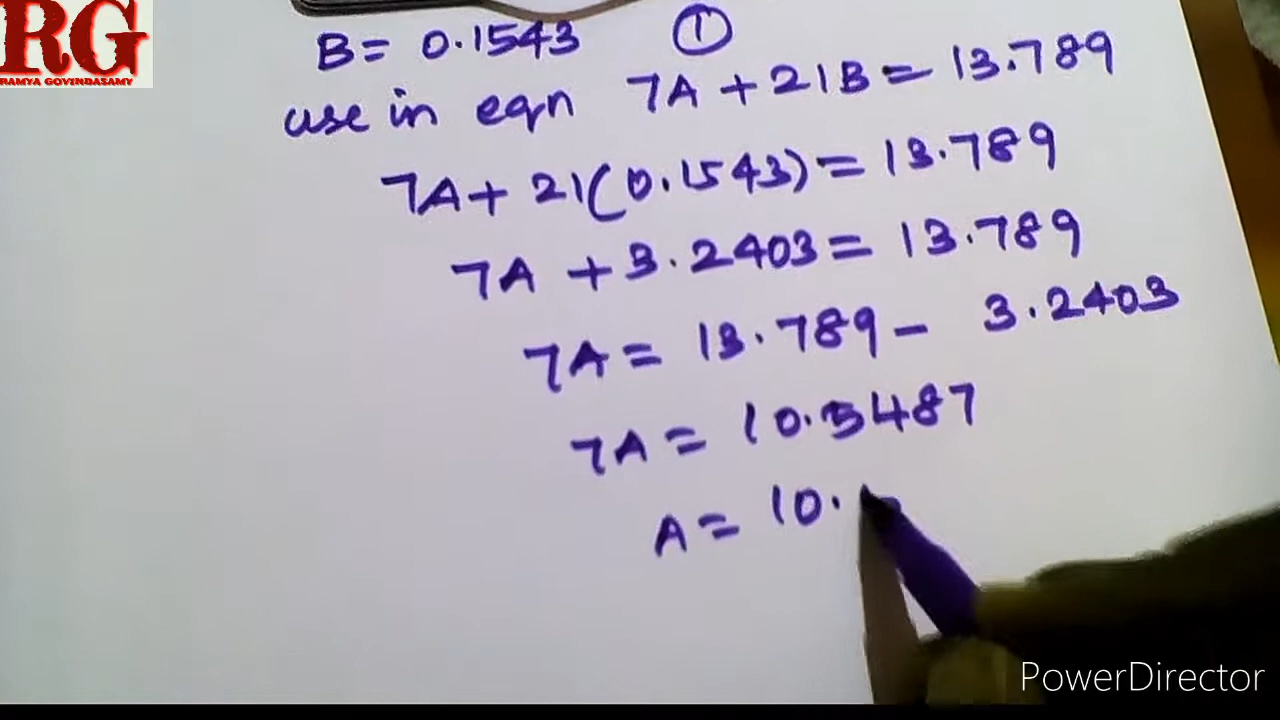 RG
RAMYA GOVINDASAMY
B = 0.1543 ①
use in eqn 7A + 21B = 13.789
7A + 21(0.1543) = 13.789
7A + 3.2403 = 13.789
7A = 13.789 - 3.2403
7A = 10.5487
A = 10.
PowerDirector